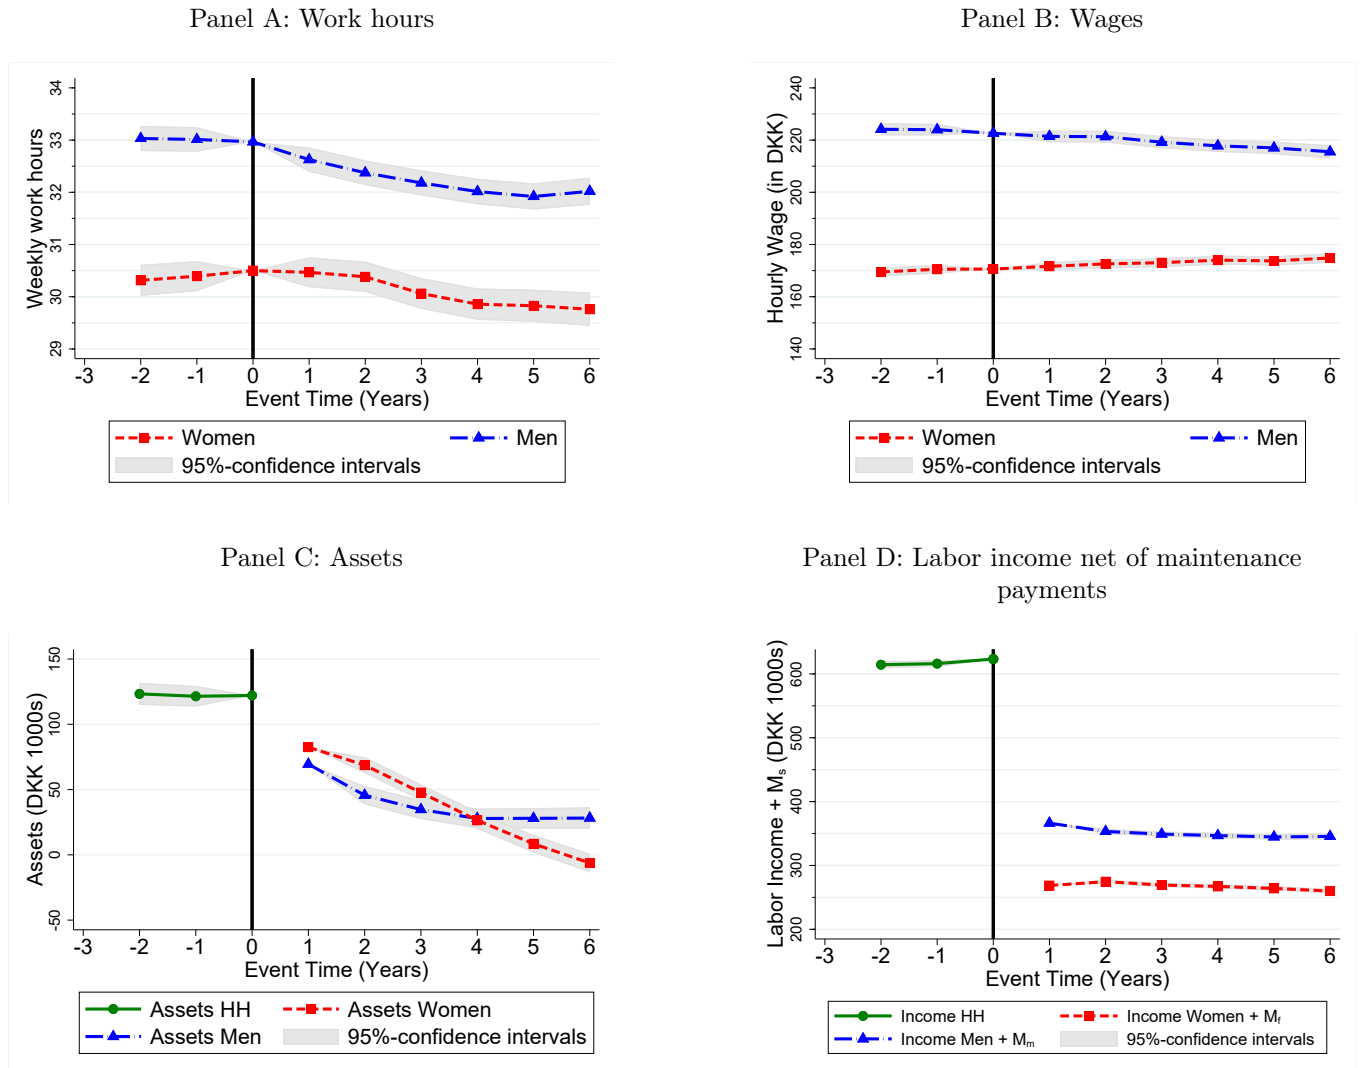 Panel A: Work hours
Weekly work hours
34
33
32
31
30
29
-3 -2 -1 0 1 2 3 4 5 6
Event Time (Years)
Women Men
95%-confidence intervals
Panel B: Wages
Hourly Wage (in DKK)
240
220
200
180
160
140
-3 -2 -1 0 1 2 3 4 5 6
Event Time (Years)
Women Men
95%-confidence intervals
Panel C: Assets
Assets (DKK 1000s)
150
100
50
0
-50
-3 -2 -1 0 1 2 3 4 5 6
Event Time (Years)
Assets HH Assets Women
Assets Men 95%-confidence intervals
Panel D: Labor income net of maintenance
payments
Labor Income + Mₛ (DKK 1000s)
600
500
400
300
200
-3 -2 -1 0 1 2 3 4 5 6
Event Time (Years)
Income HH Income Women + M_f
Income Men + Mₘ 95%-confidence intervals